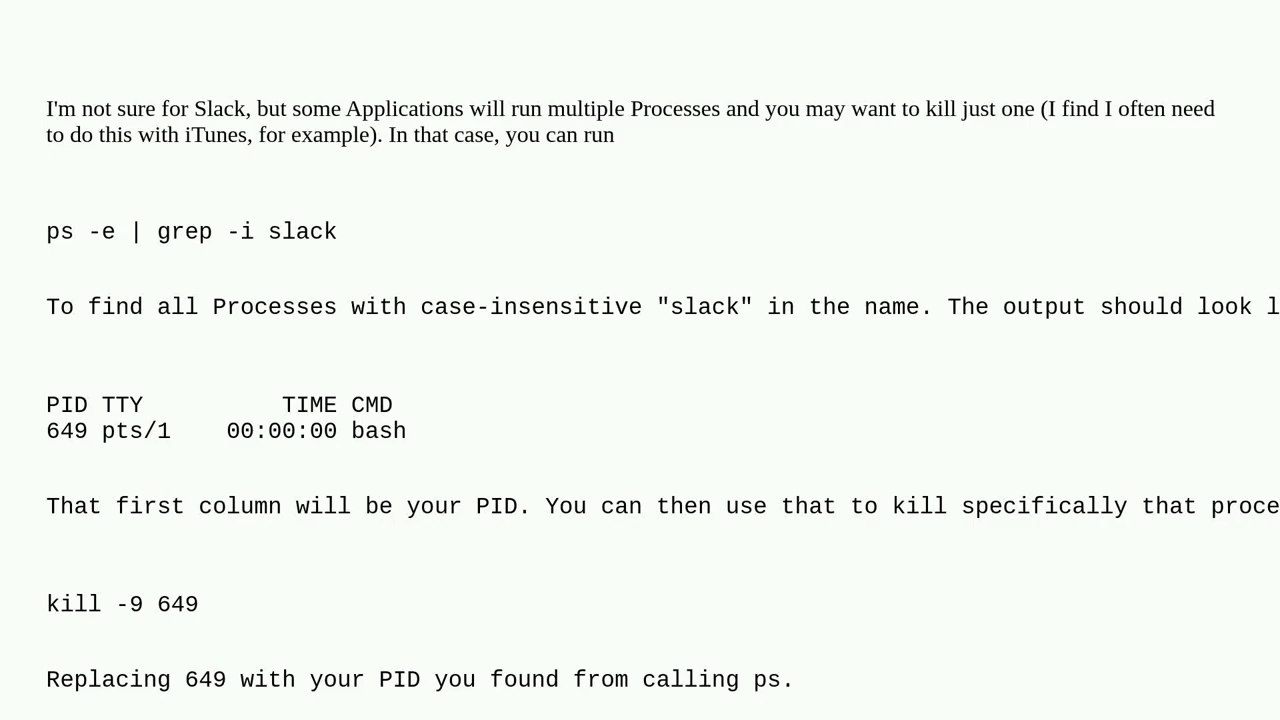 I'm not sure for Slack, but some Applications will run multiple Processes and you may want to kill just one (I find I often need
to do this with iTunes, for example). In that case, you can run
ps -e | grep -i slack
To find all Processes with case-insensitive "slack" in the name. The output should look
PID TTY          TIME CMD
649 pts/1    00:00:00 bash
That first column will be your PID. You can then use that to kill specifically that
kill -9 649
Replacing 649 with your PID you found from calling ps.